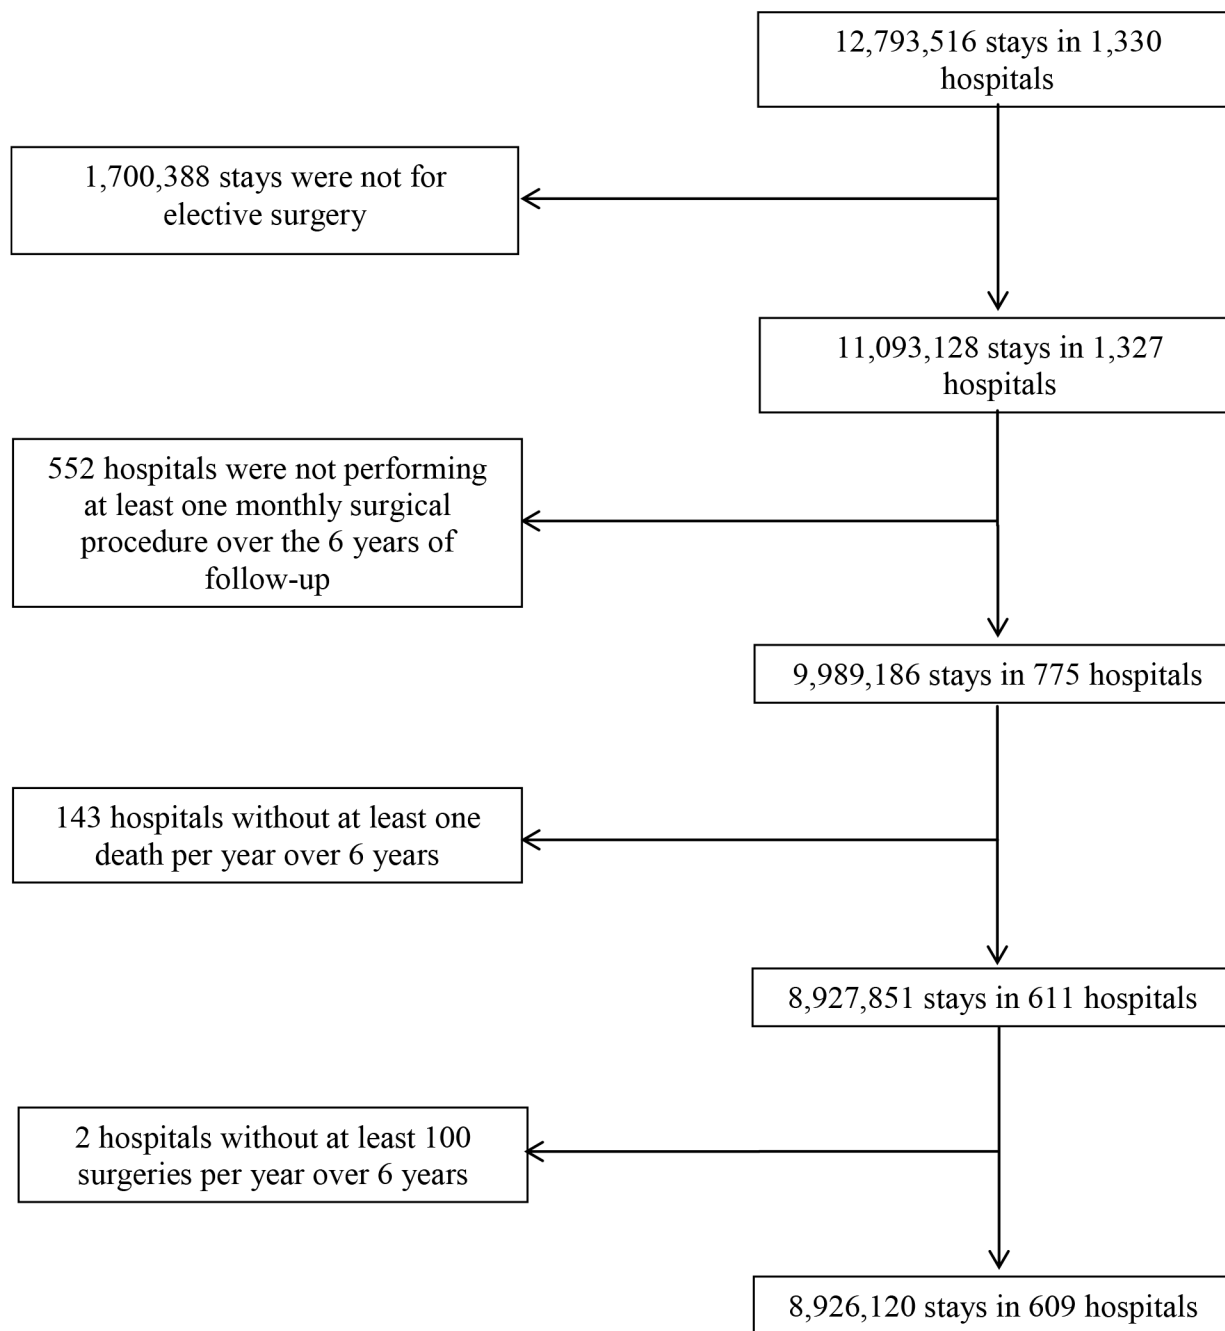 12,793,516 stays in 1,330
hospitals
1,700,388 stays were not for
elective surgery
11,093,128 stays in 1,327
hospitals
552 hospitals were not performing
at least one monthly surgical
procedure over the 6 years of
follow-up
9,989,186 stays in 775 hospitals
143 hospitals without at least one
death per year over 6 years
8,927,851 stays in 611 hospitals
2 hospitals without at least 100
surgeries per year over 6 years
8,926,120 stays in 609 hospitals